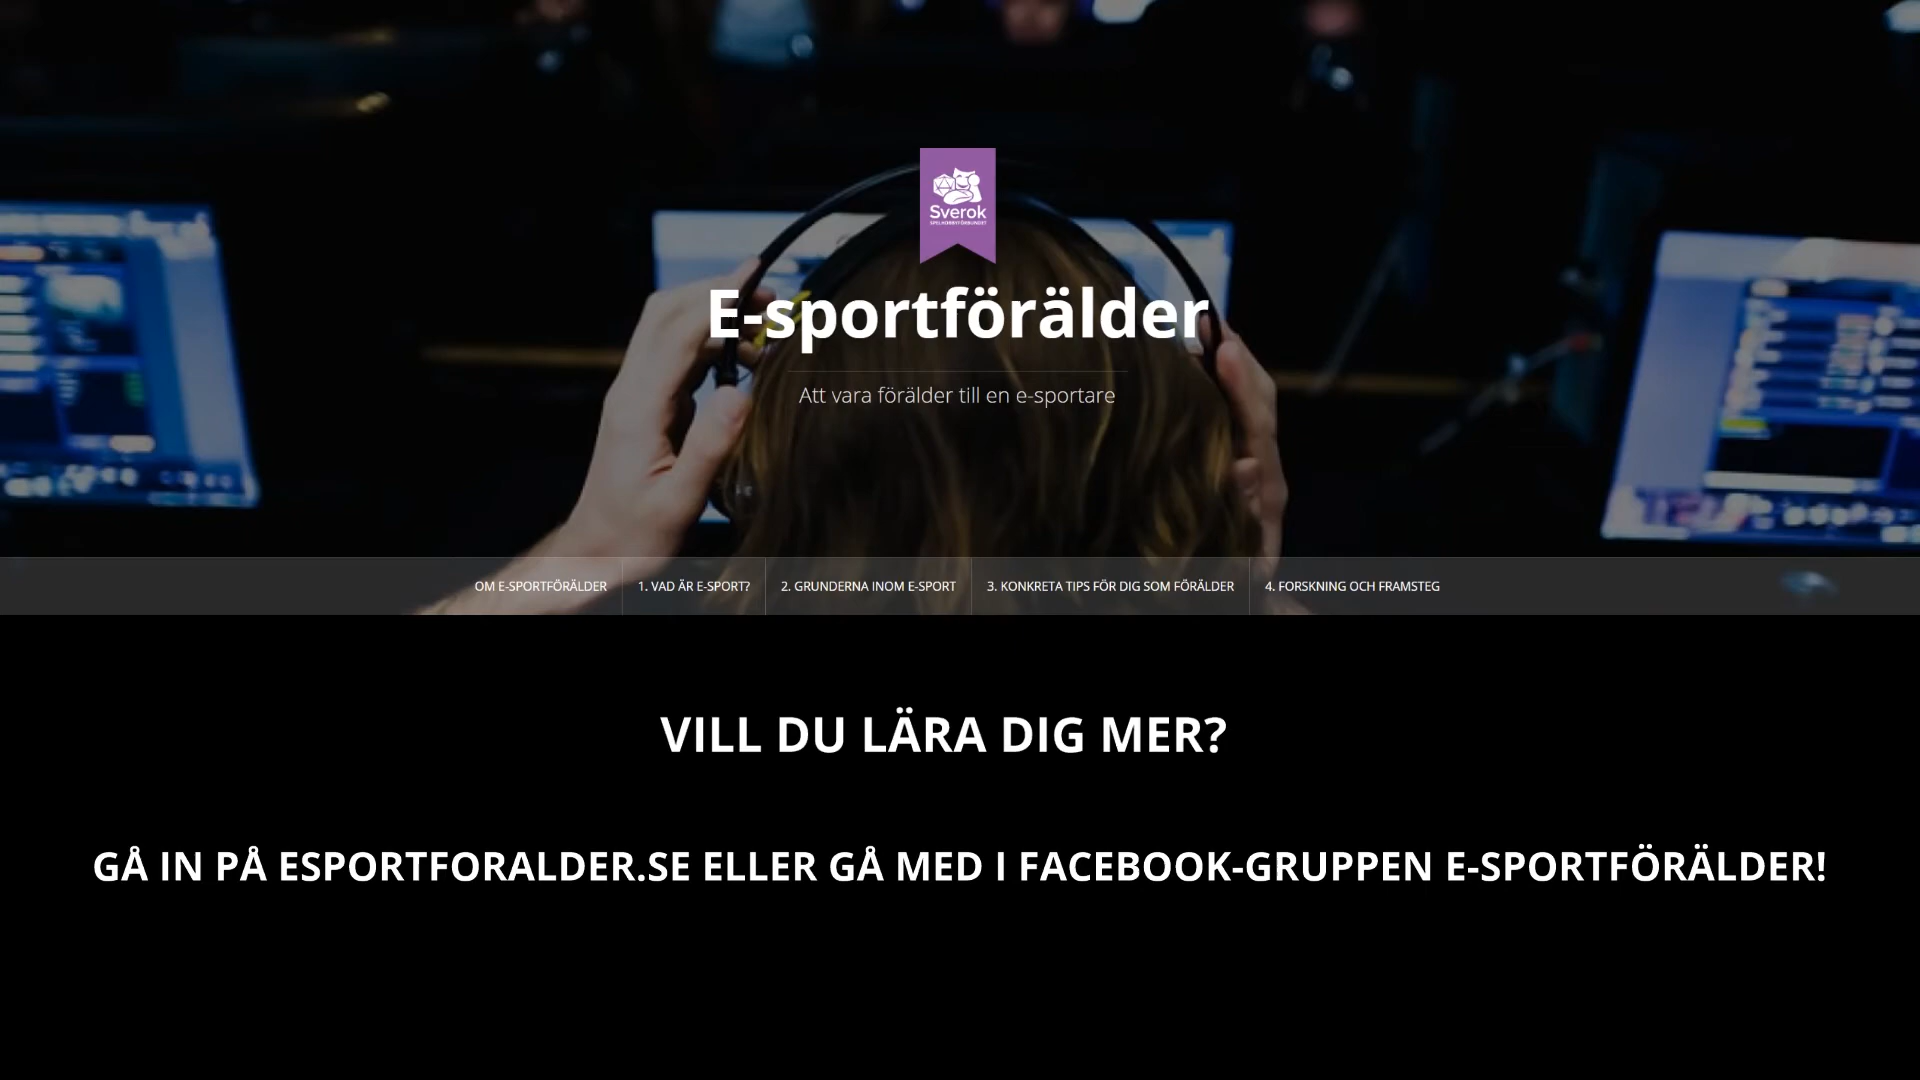 Sverok
SPELHOBBYFÖRBUNDET
E-sportförälder
Att vara förälder till en e-sportare
OM E-SPORTFÖRÄLDER
1. VAD ÄR E-SPORT?
2. GRUNDERNA INOM E-SPORT
3. KONKRETA TIPS FÖR DIG SOM FÖRÄLDER
4. FORSKNING OCH FRAMSTEG
VILL DU LÄRA DIG MER?
GÅ IN PÅ ESPORTFORALDER.SE ELLER GÅ MED I FACEBOOK-GRUPPEN E-SPORTFÖRÄLDER!